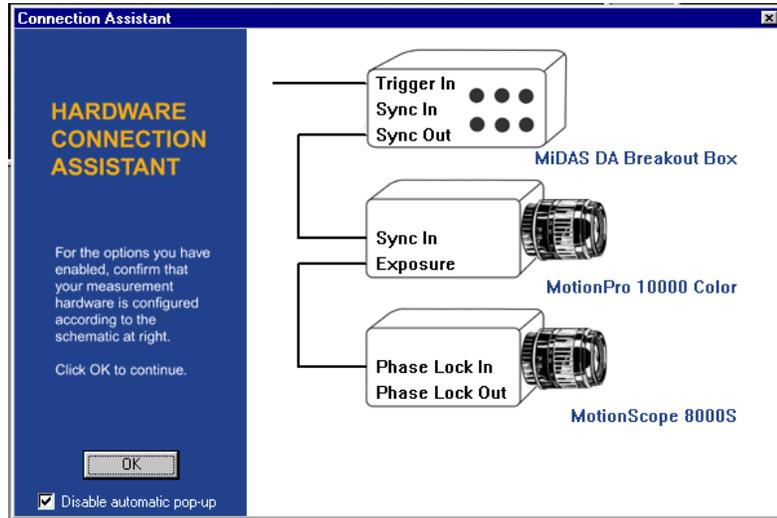 Connection Assistant
HARDWARE
CONNECTION
ASSISTANT
For the options you have
enabled, confirm that
your measurement
hardware is configured
according to the
schematic at right.
Click OK to continue.
OK
Disable automatic pop-up
Trigger In
Sync In
Sync Out
MiDAS DA Breakout Box
Sync In
Exposure
MotionPro 10000 Color
Phase Lock In
Phase Lock Out
MotionScope 8000S